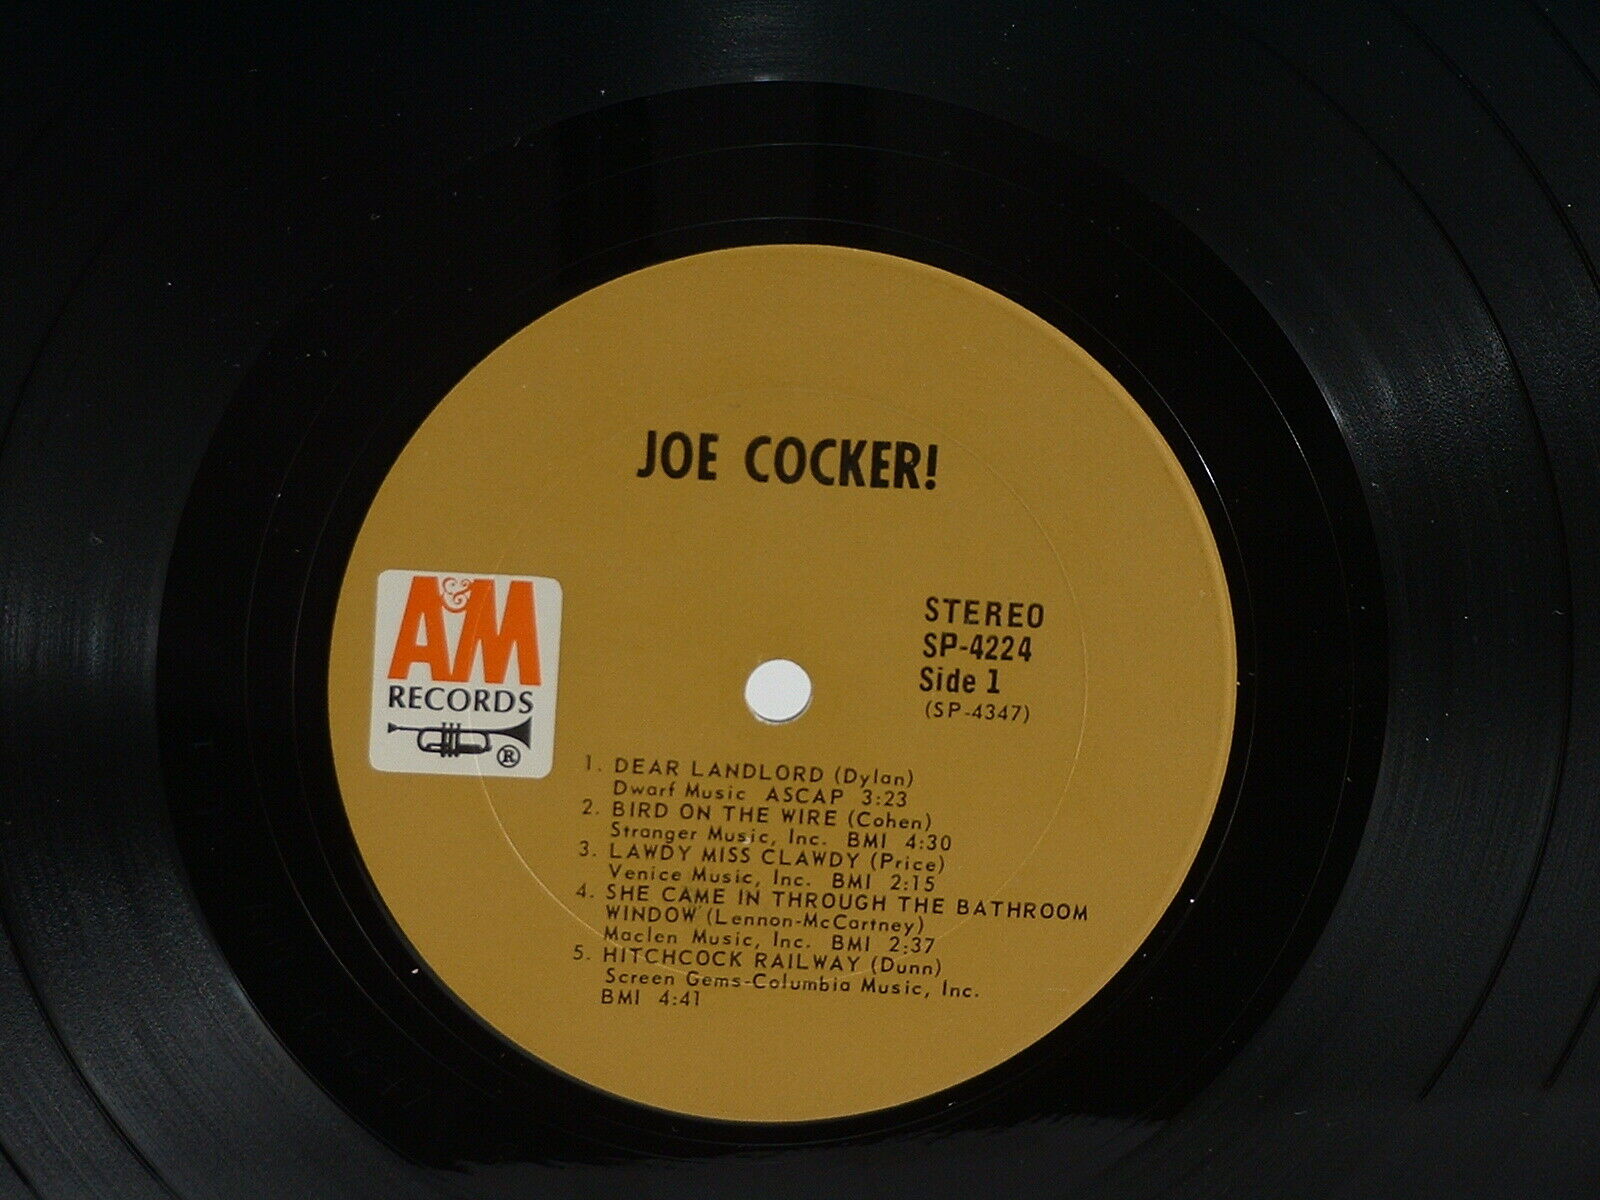 JOE COCKER!
A&M
RECORDS
®
STEREO
SP-4224
Side 1
(SP-4347)
1. DEAR LANDLORD (Dylan)
Dwarf Music ASCAP 3:23
2. BIRD ON THE WIRE (Cohen)
Stranger Music, Inc. BMI 4:30
3. LAWDY MISS CLAWDY (Price)
Venice Music, Inc. BMI 2:15
4. SHE CAME IN THROUGH THE BATHROOM
WINDOW (Lennon-McCartney)
Maclen Music, Inc. BMI 2:37
5. HITCHCOCK RAILWAY (Dunn)
Screen Gems-Columbia Music, Inc.
BMI 4:41